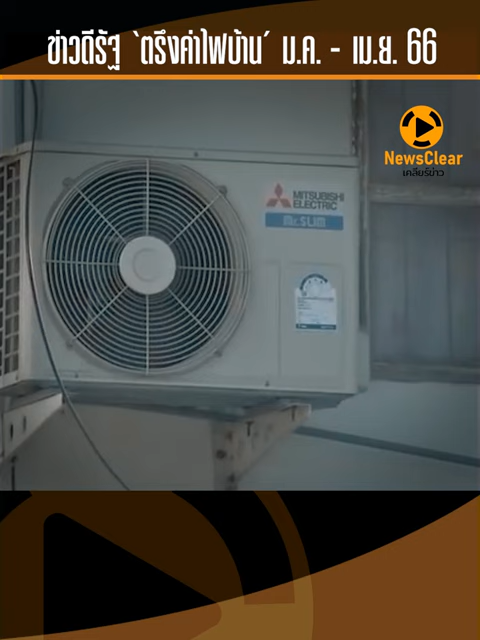 ข่าวดีรัฐ 'ตรึงค่าไฟบ้าน' ม.ค. - เม.ย. 66
NewsClear
เคลียร์ข่าว
MITSUBISHI
ELECTRIC
Mr.SLIM